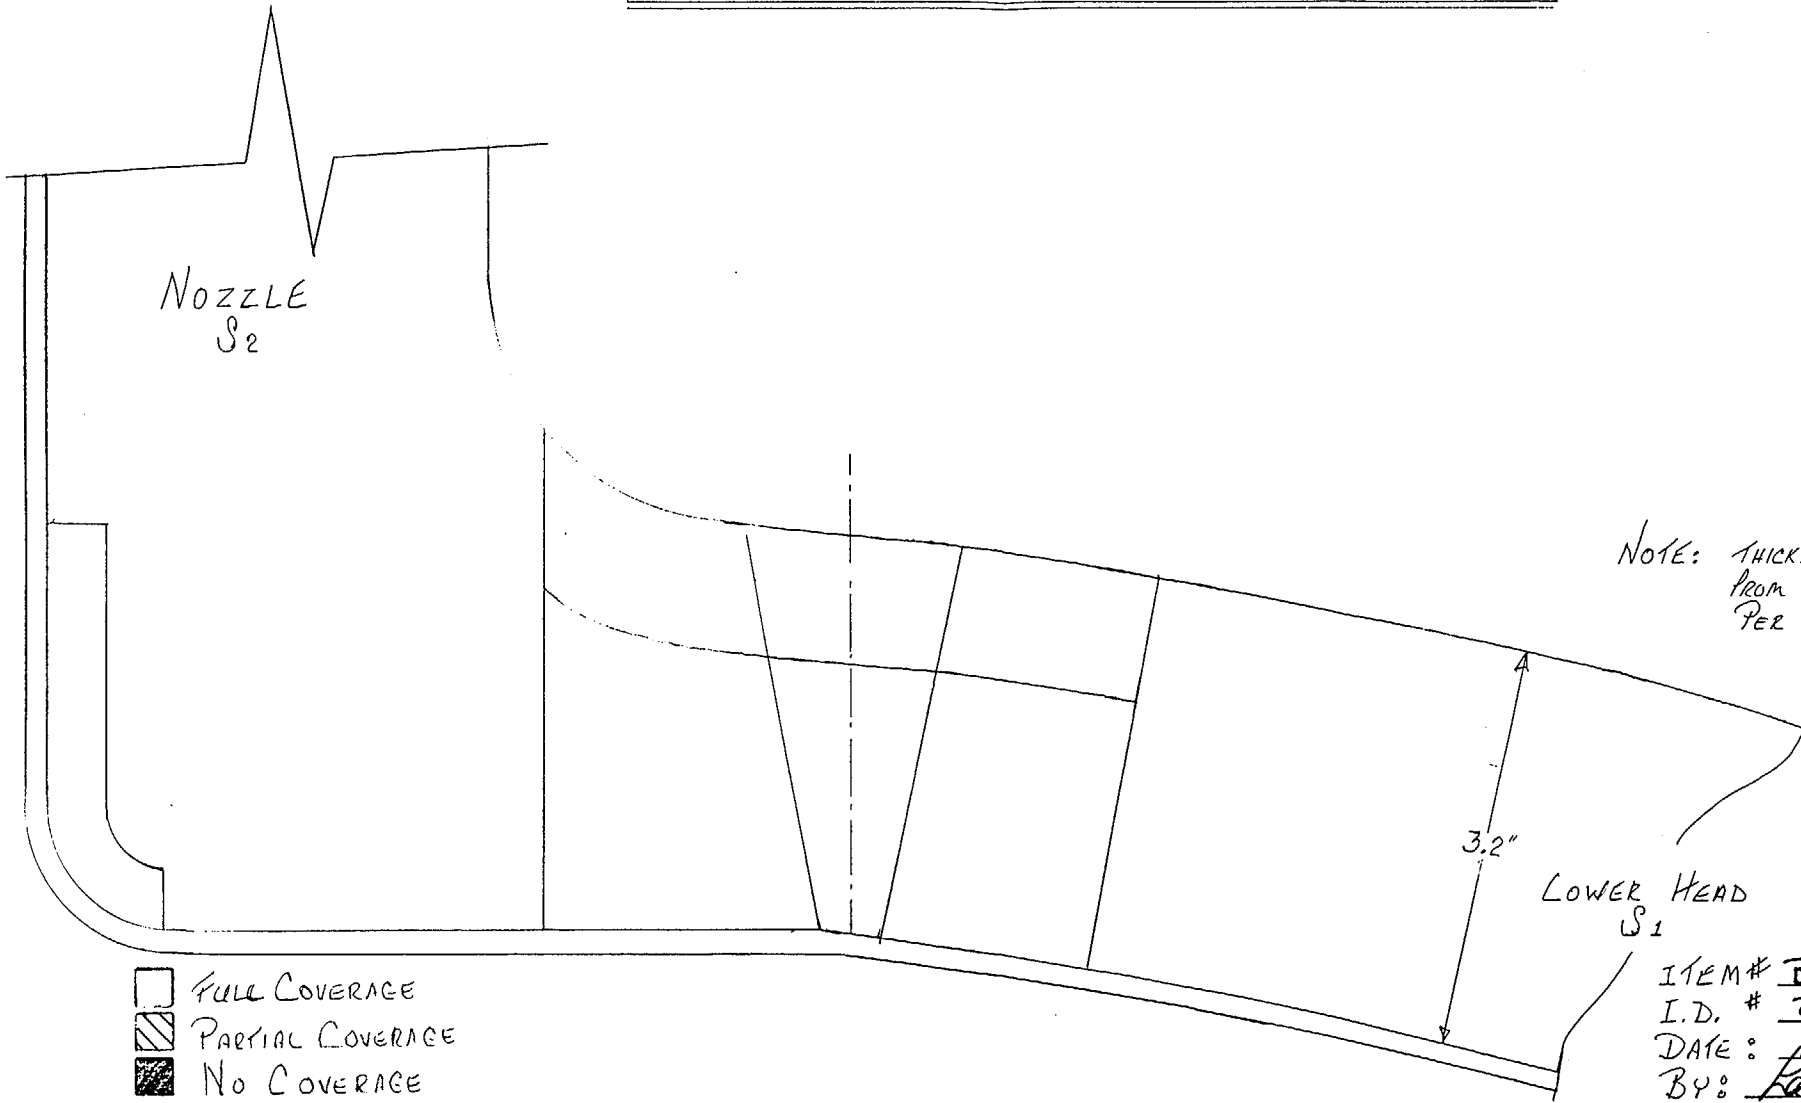 NOZZLE
S2
NOTE: THICK
FROM
PER
3.2"
LOWER HEAD
S1
FULL COVERAGE
PARTIAL COVERAGE
NO COVERAGE
ITEM#
I.D. #
DATE:
BY: